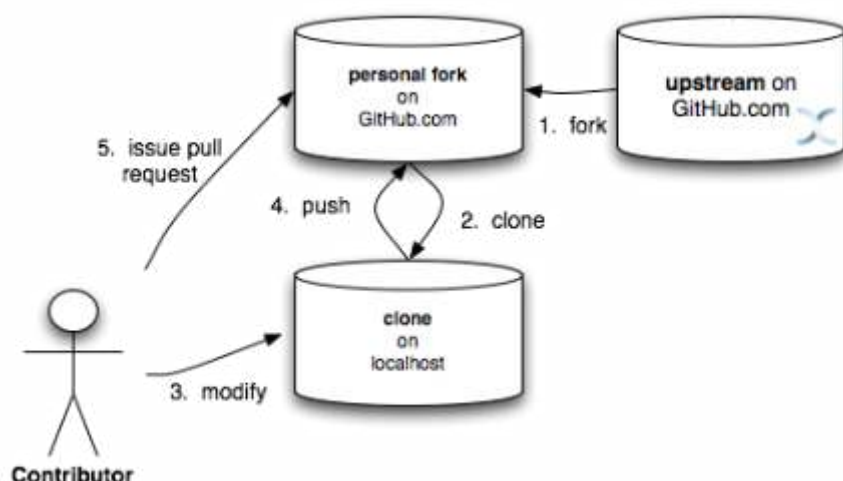 personal fork
on
GitHub.com
upstream on
GitHub.com
1. fork
5. issue pull
request
4. push
2. clone
clone
on
localhost
3. modify
Contributor